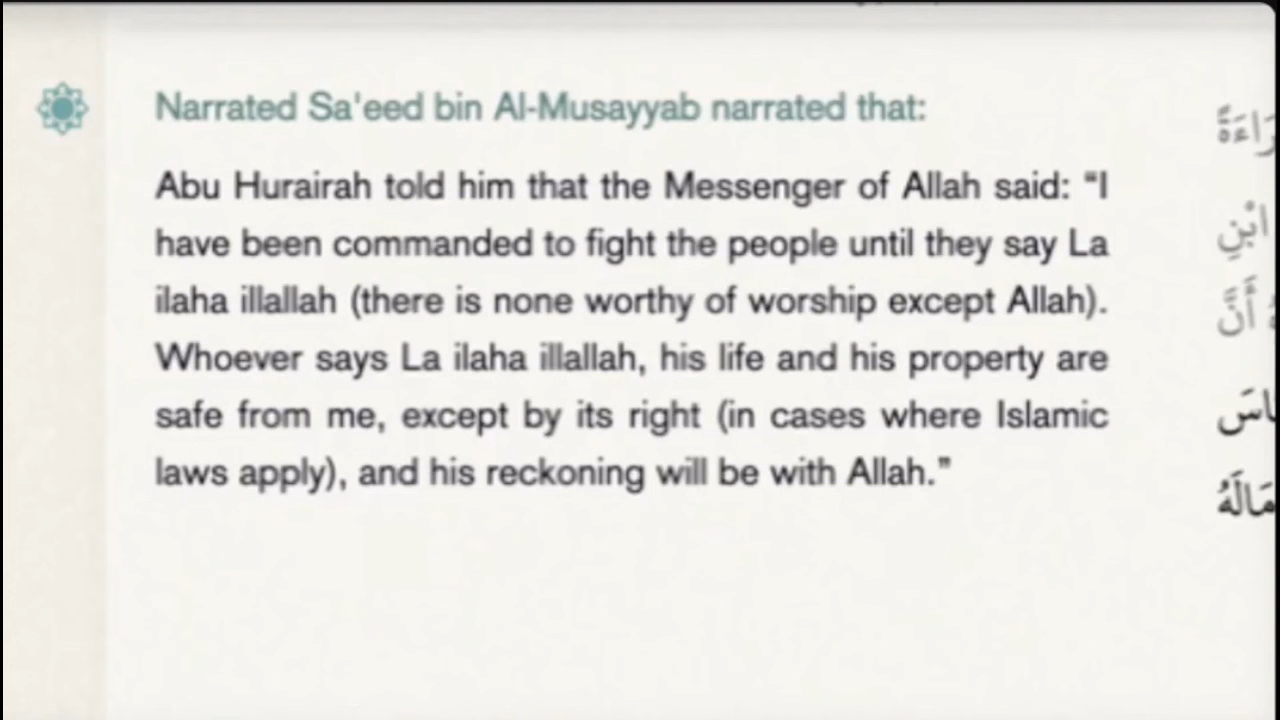 Narrated Sa'eed bin Al-Musayyab narrated that:
Abu Hurairah told him that the Messenger of Allah said: “I
have been commanded to fight the people until they say La
ilaha illallah (there is none worthy of worship except Allah).
Whoever says La ilaha illallah, his life and his property are
safe from me, except by its right (in cases where Islamic
laws apply), and his reckoning will be with Allah.”
ابْنِ
أَنَّ
مَالَهُ